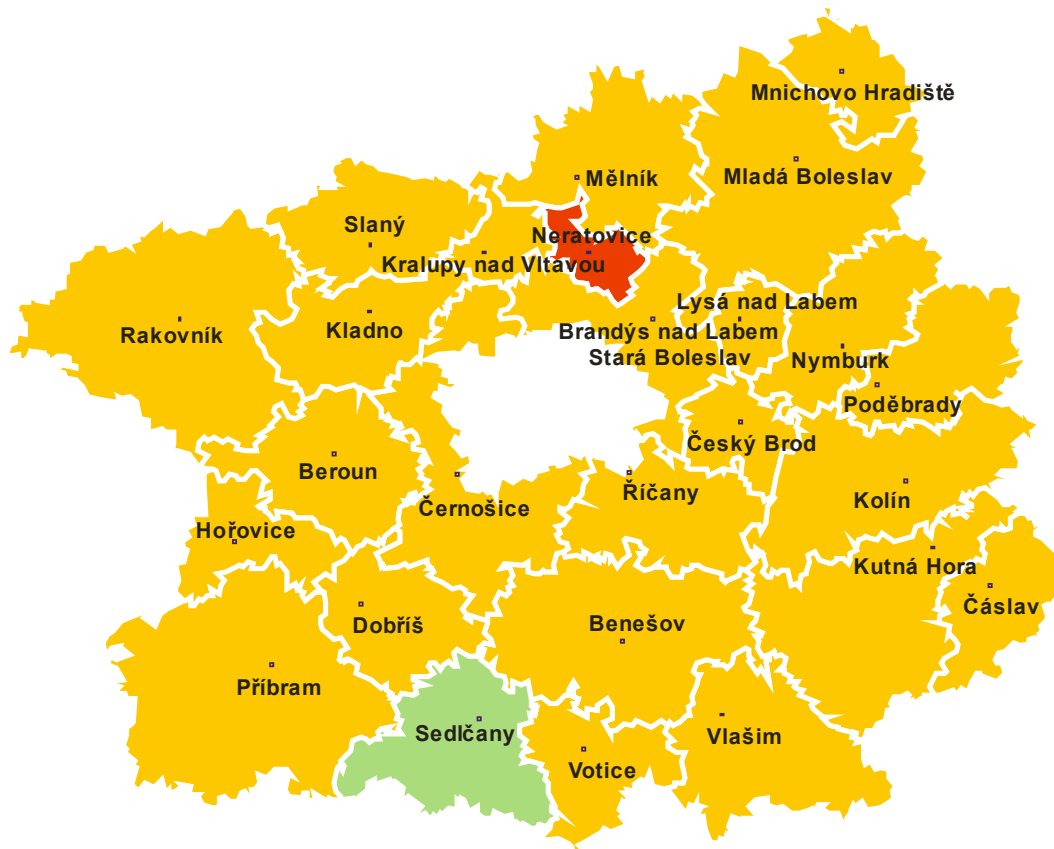 Mnichovo Hradiště
Mladá Boleslav
Mělník
Slaný
Neratovice
Kralupy nad Vltavou
Lysá nad Labem
Rakovník
Kladno
Brandýs nad Labem
Stará Boleslav
Nymburk
Poděbrady
Český Brod
Beroun
Říčany
Kolín
Černošice
Hořovice
Kutná Hora
Čáslav
Benešov
Dobříš
Příbram
Sedlčany
Vlašim
Votice